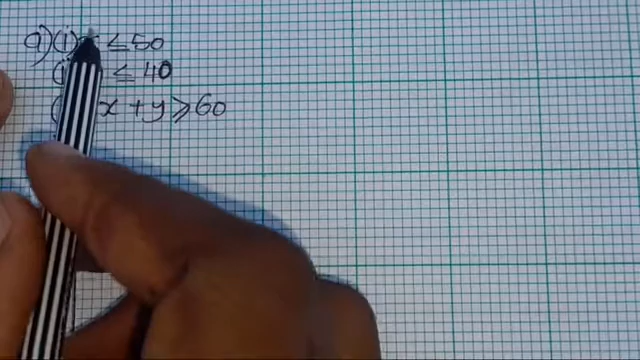 a) (i) ≤ 50
( ≤ 40
( x + y ≥ 60